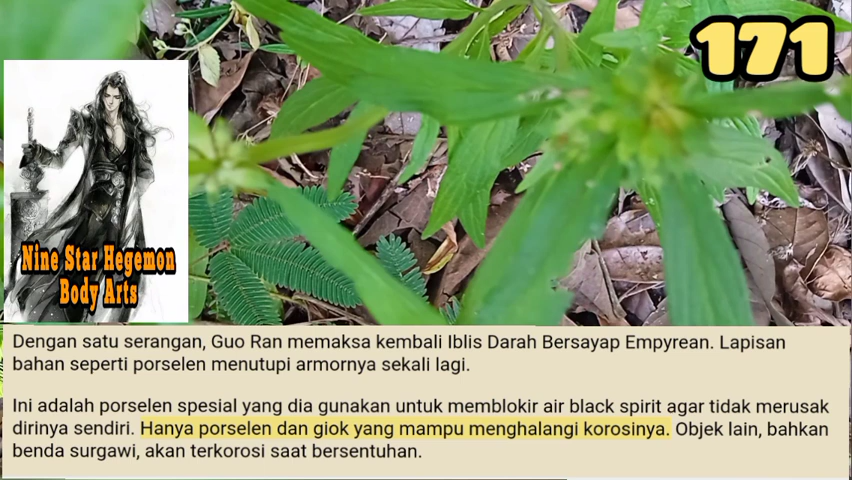 171
Nine Star Hegemon
Body Arts
Dengan satu serangan, Guo Ran memaksa kembali Iblis Darah Bersayap Empyrean. Lapisan
bahan seperti porselen menutupi armornya sekali lagi.
Ini adalah porselen spesial yang dia gunakan untuk memblokir air black spirit agar tidak merusak
dirinya sendiri. Hanya porselen dan giok yang mampu menghalangi korosinya. Objek lain, bahkan
benda surgawi, akan terkorosi saat bersentuhan.